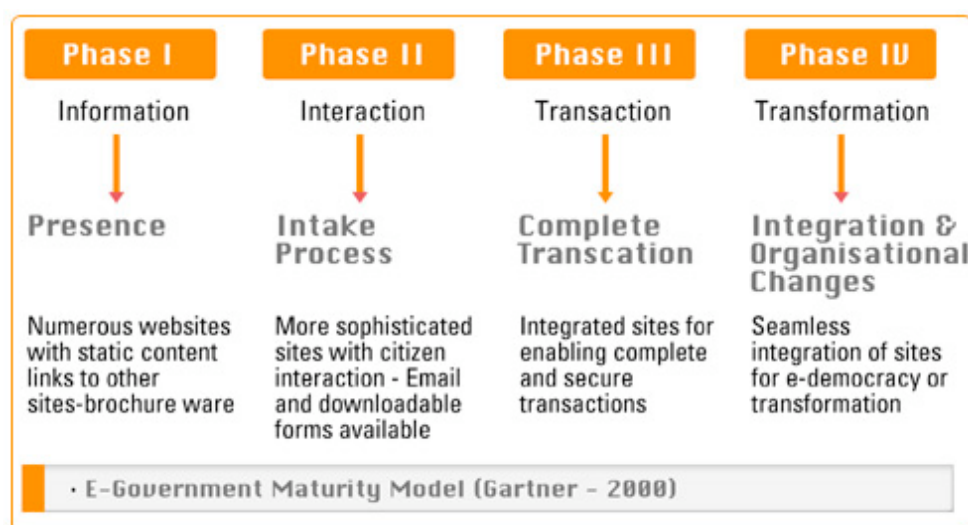 Phase I
Information
Presence
Numerous websites
with static content
links to other
sites-brochure ware
Phase II
Interaction
Intake
Process
More sophisticated
sites with citizen
interaction - Email
and downloadable
forms available
Phase III
Transaction
Complete
Transcation
Integrated sites for
enabling complete
and secure
transactions
Phase IV
Transformation
Integration &
Organisational
Changes
Seamless
integration of sites
for e-democracy or
transformation
· E-Government Maturity Model (Gartner - 2000)